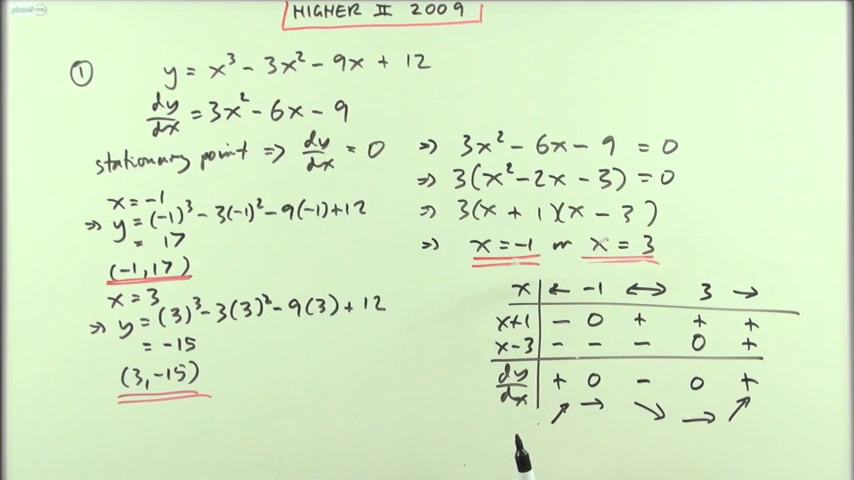 HIGHER II 2009
① y = x³ - 3x² - 9x + 12
dy/dx = 3x² - 6x - 9
stationary point => dy/dx = 0 => 3x² - 6x - 9 = 0
=> 3(x² - 2x - 3) = 0
=> 3(x + 1)(x - 3)
=> x = -1 or x = 3
x = -1
=> y = (-1)³ - 3(-1)² - 9(-1) + 12
= 17
(-1, 17)
x = 3
=> y = (3)³ - 3(3)² - 9(3) + 12
= -15
(3, -15)
x | ← -1 ↔ 3 →
x+1 | - 0 + + +
x-3 | - - - 0 +
dy/dx | + 0 - 0 +
↗ → ↘ → ↗